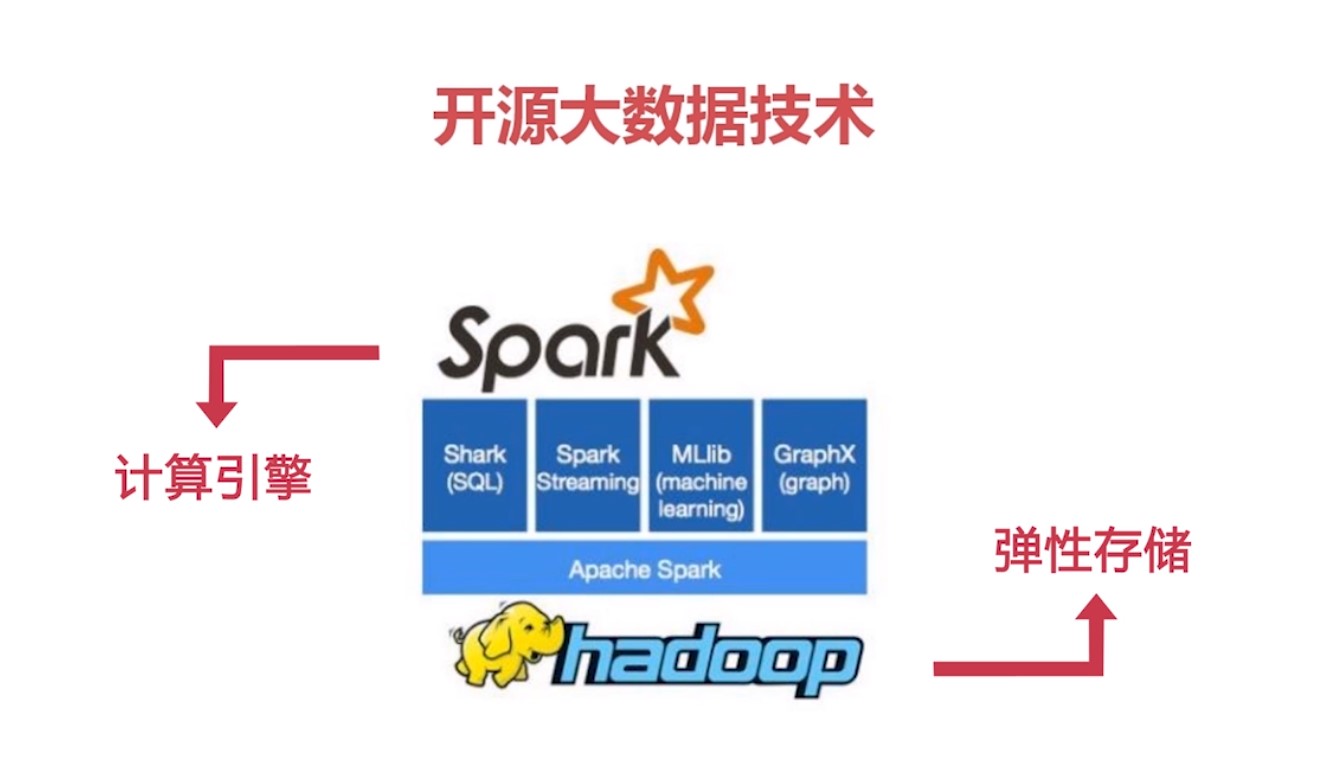 开源大数据技术
Spark
计算引擎
Shark
(SQL)
Spark
Streaming
MLlib
(machine
learning)
GraphX
(graph)
弹性存储
Apache Spark
hadoop